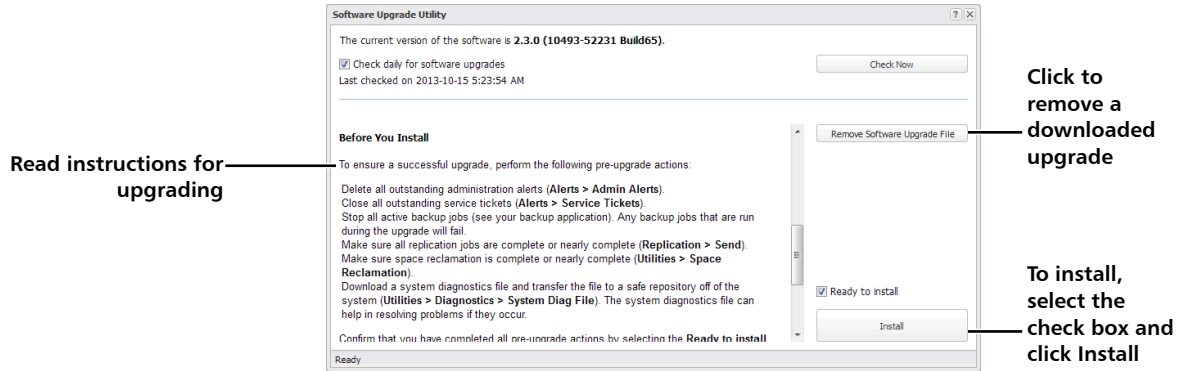 Software Upgrade Utility
The current version of the software is 2.3.0 (10493-52231 Build65).
Check daily for software upgrades
Check Now
Last checked on 2013-10-15 5:23:54 AM
Before You Install
Remove Software Upgrade File
To ensure a successful upgrade, perform the following pre-upgrade actions:
Delete all outstanding administration alerts (Alerts > Admin Alerts).
Close all outstanding service tickets (Alerts > Service Tickets).
Stop all active backup jobs (see your backup application). Any backup jobs that are run
during the upgrade will fail.
Make sure all replication jobs are complete or nearly complete (Replication > Send).
Make sure space reclamation is complete or nearly complete (Utilities > Space
Reclamation).
Download a system diagnostics file and transfer the file to a safe repository off of the
system (Utilities > Diagnostics > System Diag File). The system diagnostics file can
help in resolving problems if they occur.
Confirm that you have completed all pre-upgrade actions by selecting the Ready to install
Ready to install
Install
Ready
Read instructions for
upgrading
Click to
remove a
downloaded
upgrade
To install,
select the
check box and
click Install